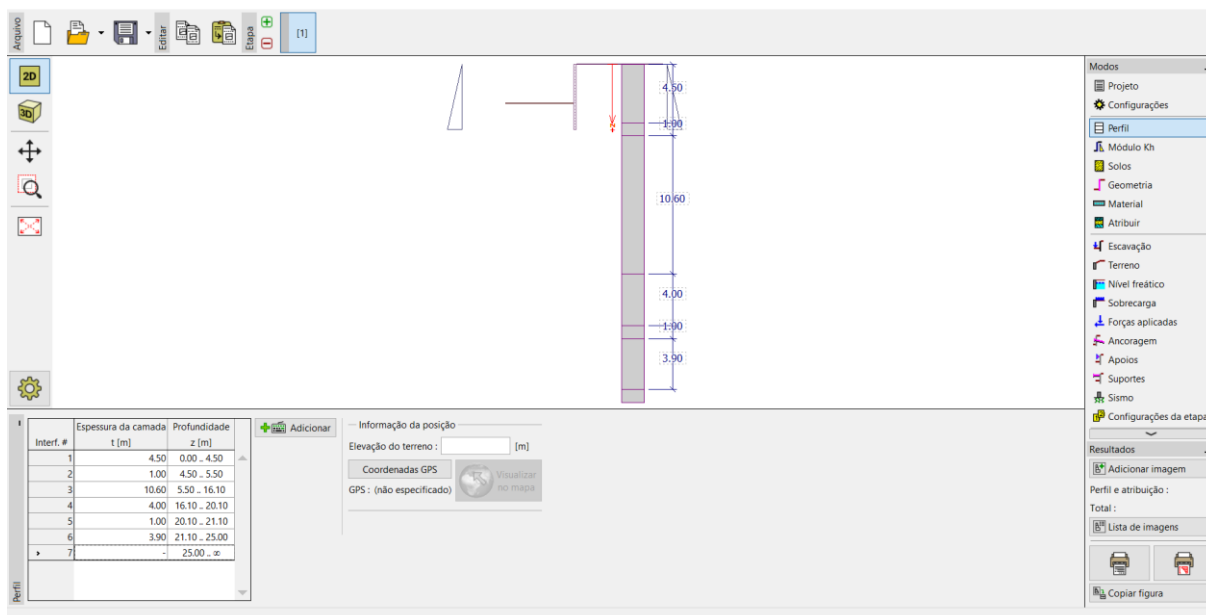 Arquivo
Editar
Etapa
[1]
2D
3D
+z
4.50
1.00
10.60
4.00
1.00
3.90
Modos
Projeto
Configurações
Perfil
Módulo Kh
Solos
Geometria
Material
Atribuir
Escavação
Terreno
Nível freático
Sobrecarga
Forças aplicadas
Ancoragem
Apoios
Suportes
Sismo
Configurações da etapa
Resultados
Adicionar imagem
Perfil e atribuição :
Total :
Lista de imagens
Copiar figura
Perfil
Espessura da camada Profundidade
Interf. # t [m] z [m]
1 4.50 0.00 .. 4.50
2 1.00 4.50 .. 5.50
3 10.60 5.50 .. 16.10
4 4.00 16.10 .. 20.10
5 1.00 20.10 .. 21.10
6 3.90 21.10 .. 25.00
7 - 25.00 .. ∞
Adicionar
Informação da posição
Elevação do terreno : [m]
Coordenadas GPS
GPS : (não especificado)
Visualizar
no mapa